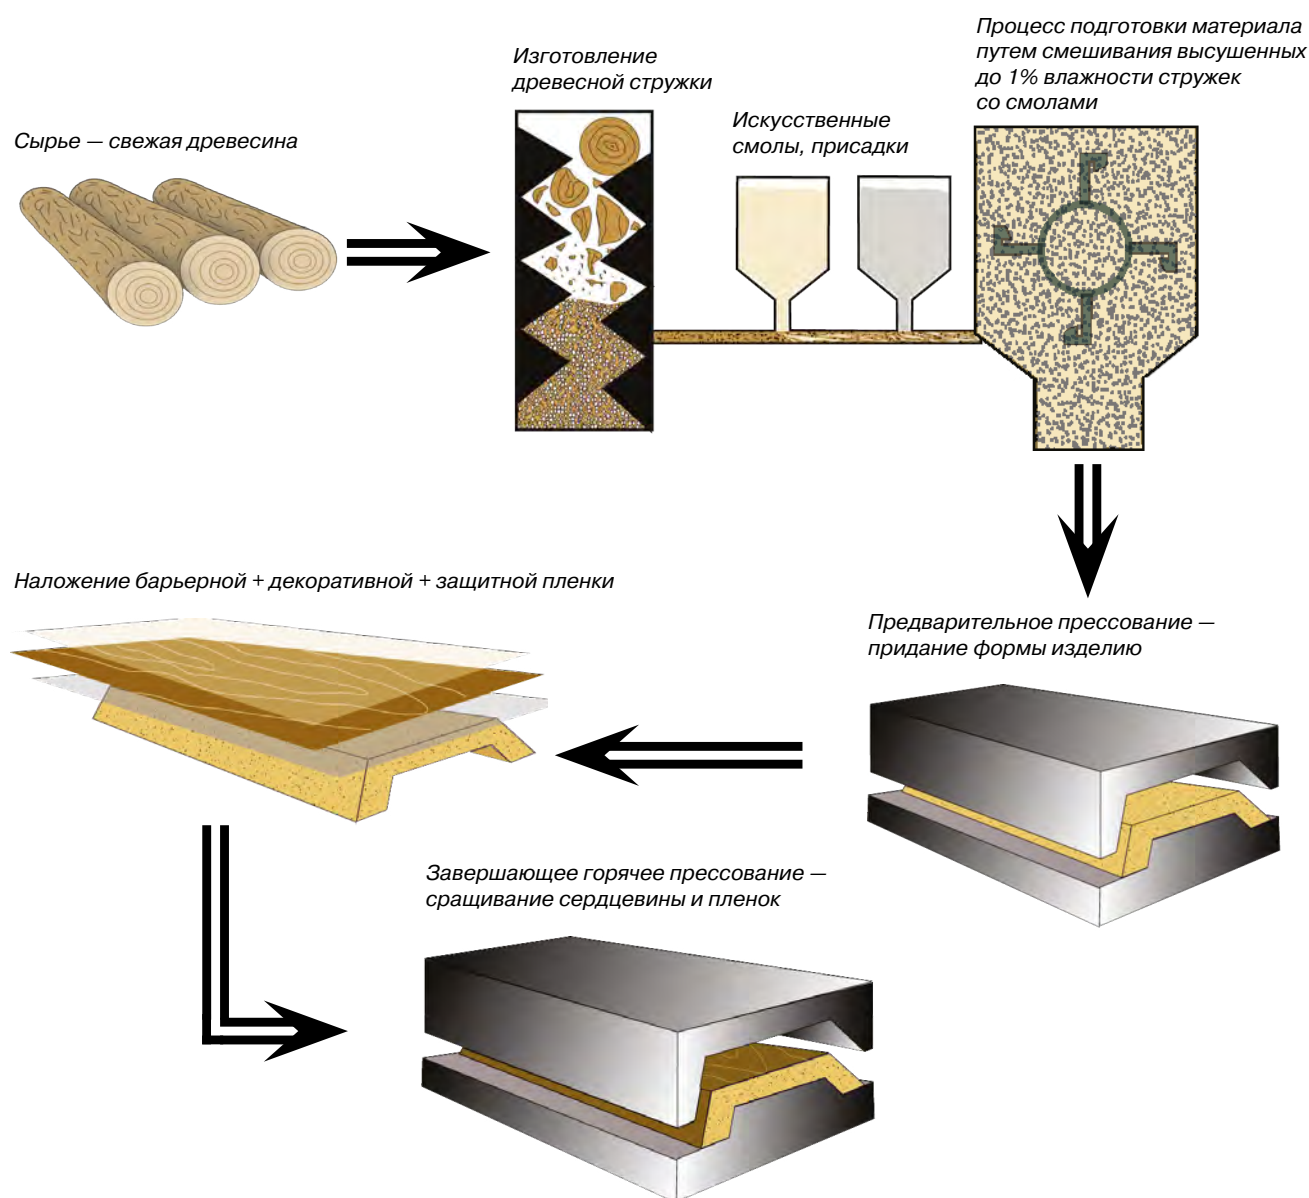 Сырье — свежая древесина
Изготовление
древесной стружки
Искусственные
смолы, присадки
Процесс подготовки материала
путем смешивания высушенных
до 1% влажности стружек
со смолами
Предварительное прессование —
придание формы изделию
Наложение барьерной + декоративной + защитной пленки
Завершающее горячее прессование —
сращивание сердцевины и пленок